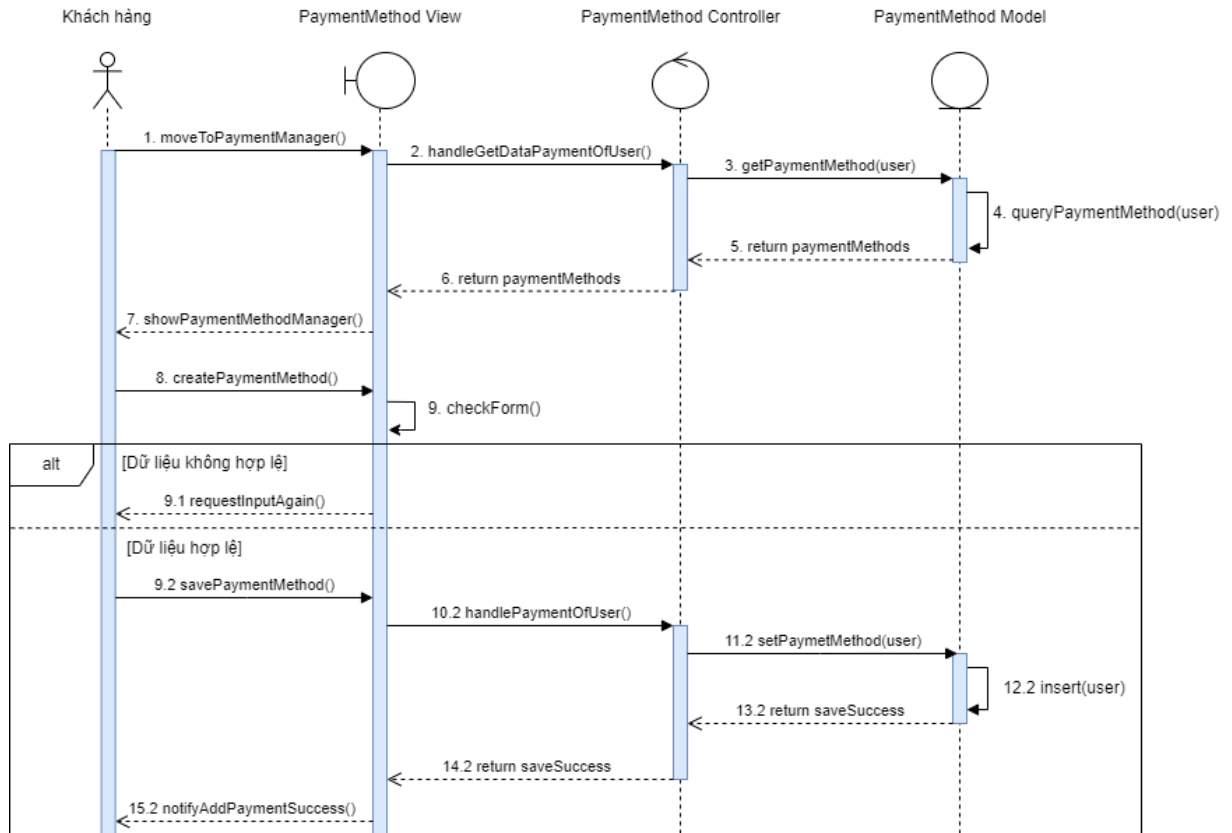 Khách hàng
PaymentMethod View
PaymentMethod Controller
PaymentMethod Model
1. moveToPaymentManager()
2. handleGetDataPaymentOfUser()
3. getPaymentMethod(user)
4. queryPaymentMethod(user)
5. return paymentMethods
6. return paymentMethods
7. showPaymentMethodManager()
8. createPaymentMethod()
9. checkForm()
alt
[Dữ liệu không hợp lệ]
9.1 requestInputAgain()
[Dữ liệu hợp lệ]
9.2 savePaymentMethod()
10.2 handlePaymentOfUser()
11.2 setPaymetMethod(user)
12.2 insert(user)
13.2 return saveSuccess
14.2 return saveSuccess
15.2 notifyAddPaymentSuccess()